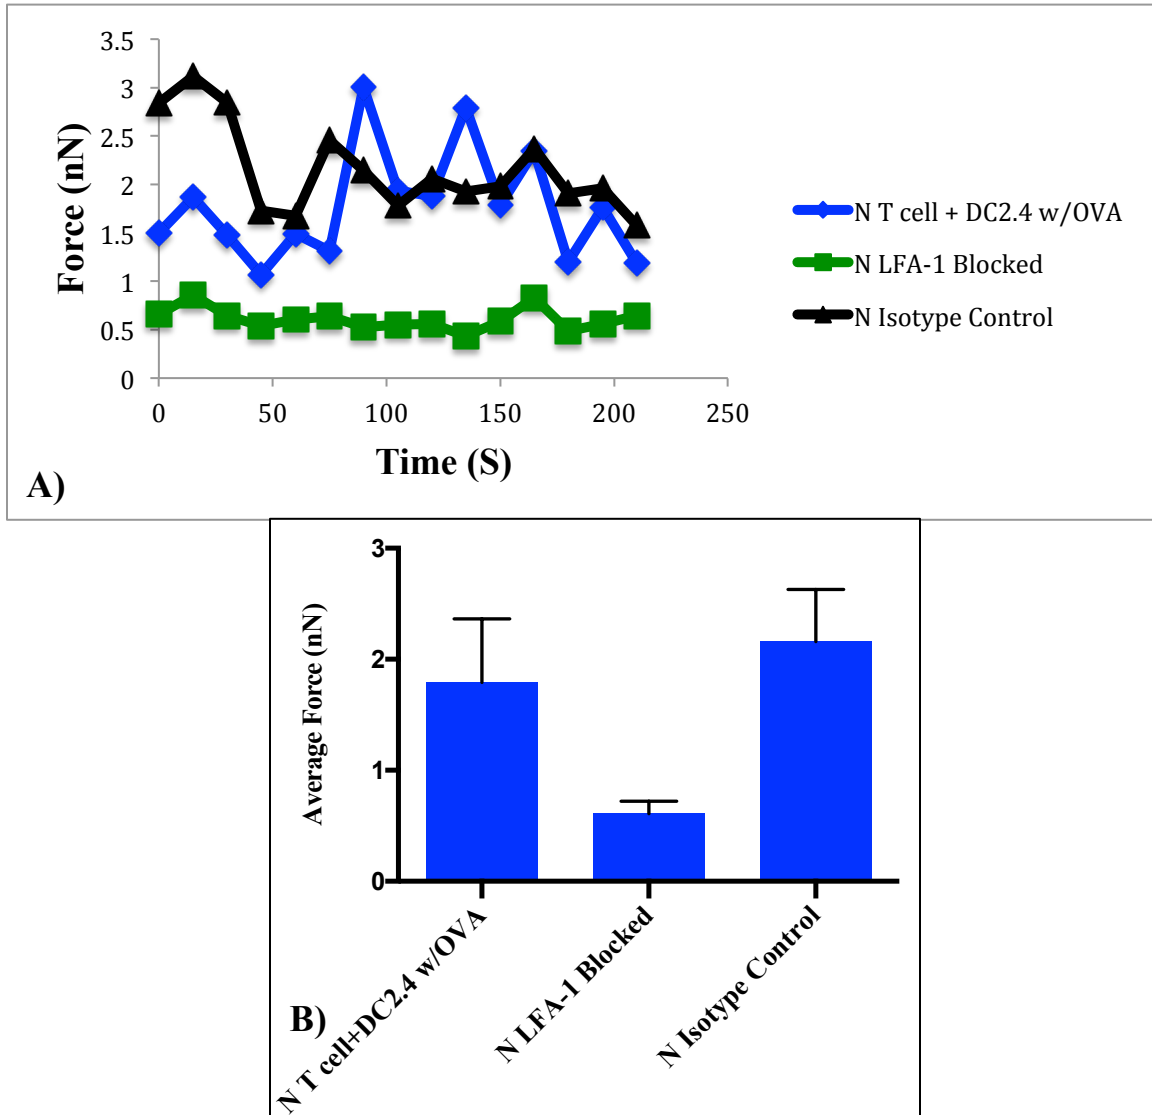 3.5
3
2.5
2
1.5
1
0.5
0
Force (nN)
0 50 100 150 200 250
Time (S)
N T cell + DC2.4 w/OVA
N LFA-1 Blocked
N Isotype Control
A)
3
2
1
0
Average Force (nN)
N T cell+DC2.4 w/OVA
N LFA-1 Blocked
N Isotype Control
B)